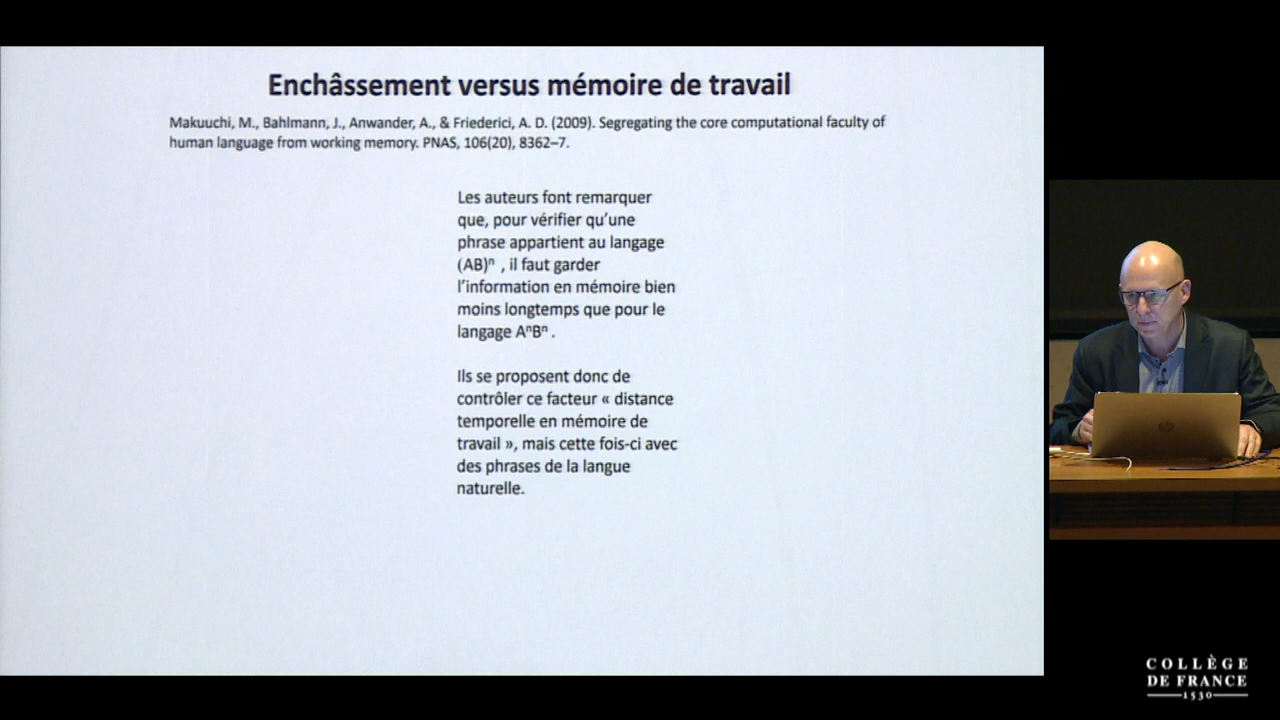 Enchâssement versus mémoire de travail
Makuuchi, M., Bahlmann, J., Anwander, A., & Friederici, A. D. (2009). Segregating the core computational faculty of
human language from working memory. PNAS, 106(20), 8362–7.
Les auteurs font remarquer
que, pour vérifier qu’une
phrase appartient au langage
(AB)ⁿ , il faut garder
l’information en mémoire bien
moins longtemps que pour le
langage AⁿBⁿ .
Ils se proposent donc de
contrôler ce facteur « distance
temporelle en mémoire de
travail », mais cette fois-ci avec
des phrases de la langue
naturelle.
COLLÈGE
DE FRANCE
1530